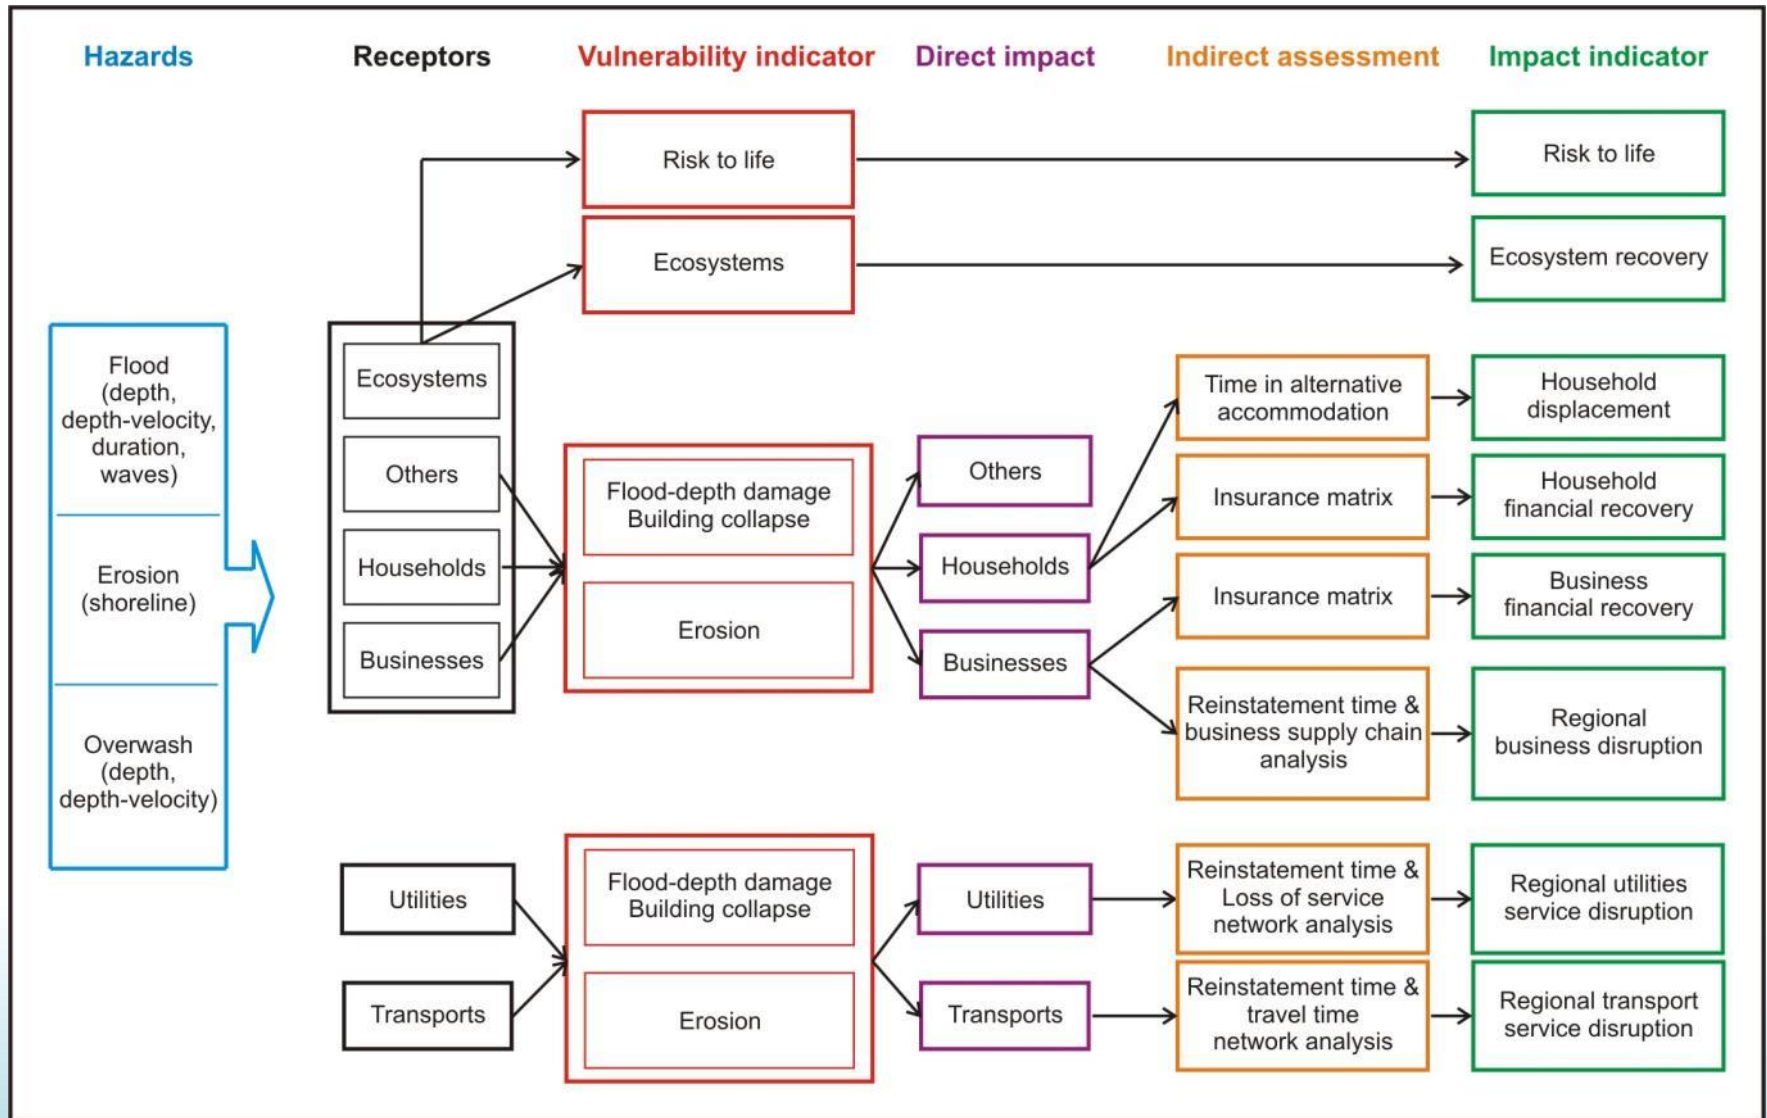 Hazards
Receptors
Vulnerability indicator
Direct impact
Indirect assessment
Impact indicator
Flood
(depth,
depth-velocity,
duration,
waves)
Erosion
(shoreline)
Overwash
(depth,
depth-velocity)
Ecosystems
Others
Households
Businesses
Utilities
Transports
Risk to life
Ecosystems
Flood-depth damage
Building collapse
Erosion
Flood-depth damage
Building collapse
Erosion
Others
Households
Businesses
Utilities
Transports
Time in alternative
accommodation
Insurance matrix
Insurance matrix
Reinstatement time &
business supply chain
analysis
Reinstatement time &
Loss of service
network analysis
Reinstatement time &
travel time
network analysis
Risk to life
Ecosystem recovery
Household
displacement
Household
financial recovery
Business
financial recovery
Regional
business disruption
Regional utilities
service disruption
Regional transport
service disruption